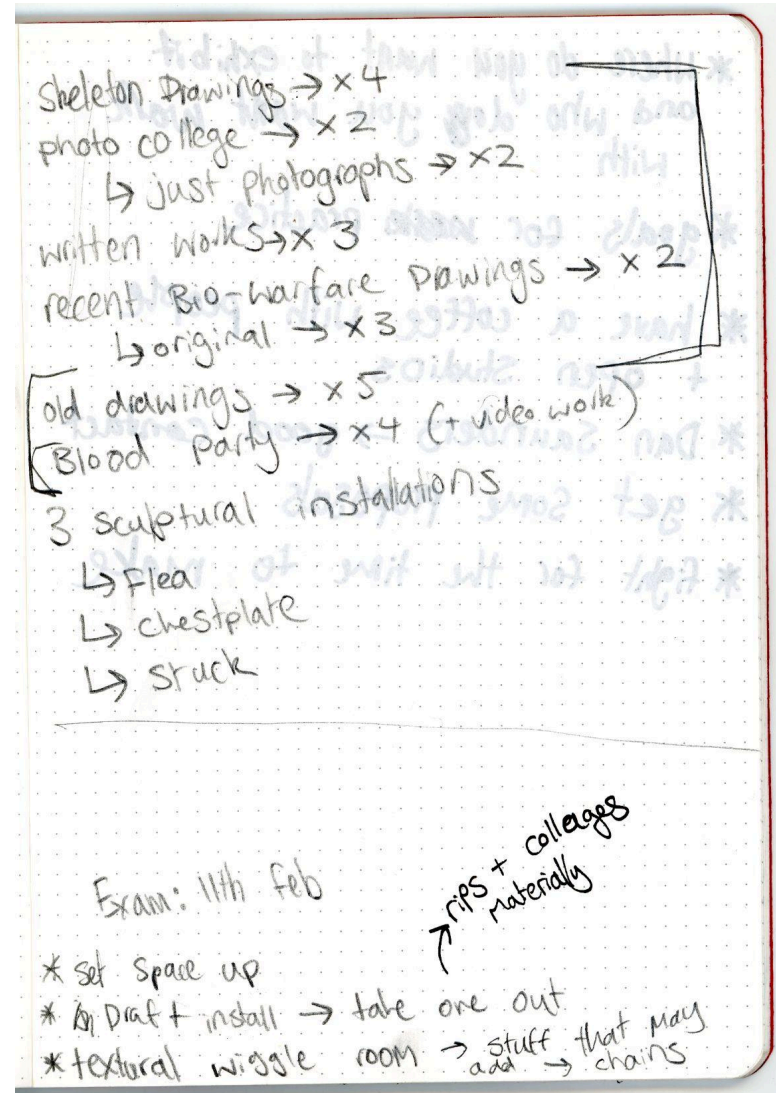 Skeleton Drawings → x 4
photo college → x 2
↳ just photographs → x2
written works → x 3
recent Bio-warfare Drawings → x 2
↳ original → x 3
old drawings → x 5
Blood party → x 4 (+ video work)
3 sculptural installations
↳ Flea
↳ chestplate
↳ stuck
Exam: 11th Feb
rips + colleages
materially
* set space up
* Draft install → take one out
* textural wiggle room → stuff that may
add → chains